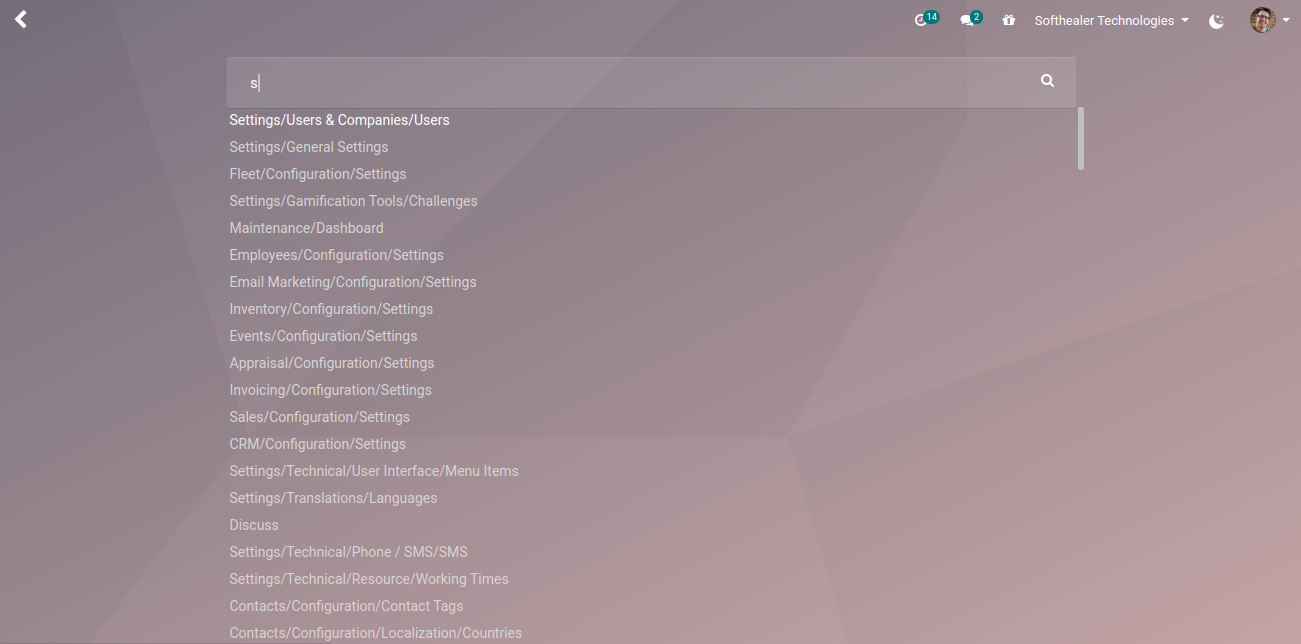 14
2
Softhealer Technologies
s
Settings/Users & Companies/Users
Settings/General Settings
Fleet/Configuration/Settings
Settings/Gamification Tools/Challenges
Maintenance/Dashboard
Employees/Configuration/Settings
Email Marketing/Configuration/Settings
Inventory/Configuration/Settings
Events/Configuration/Settings
Appraisal/Configuration/Settings
Invoicing/Configuration/Settings
Sales/Configuration/Settings
CRM/Configuration/Settings
Settings/Technical/User Interface/Menu Items
Settings/Translations/Languages
Discuss
Settings/Technical/Phone / SMS/SMS
Settings/Technical/Resource/Working Times
Contacts/Configuration/Contact Tags
Contacts/Configuration/Localization/Countries